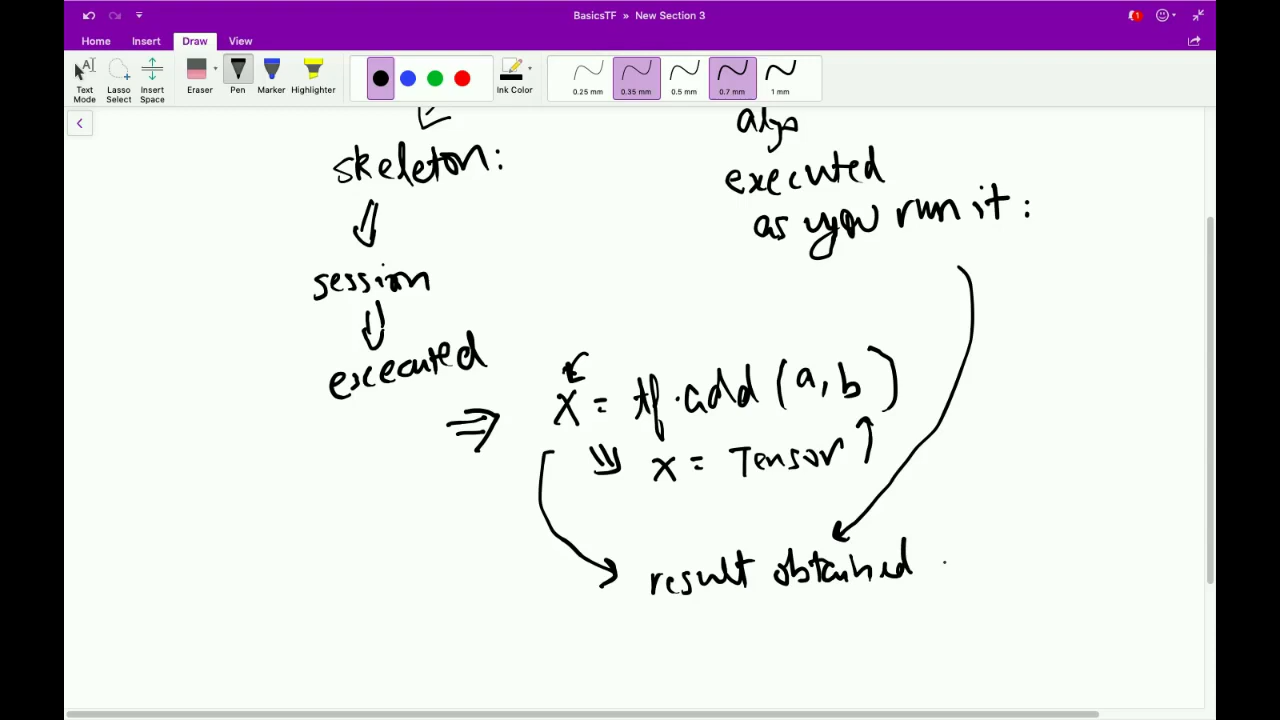 BasicsTF » New Section 3
Home Insert Draw View
Text Mode
Lasso Select
Insert Space
Eraser
Pen
Marker
Highlighter
Ink Color
0.25 mm
0.35 mm
0.5 mm
0.7 mm
1 mm
1
skeleton:
session
executed
algo
executed
as you run it:
x = tf.add (a, b)
x = Tensor
result obtained